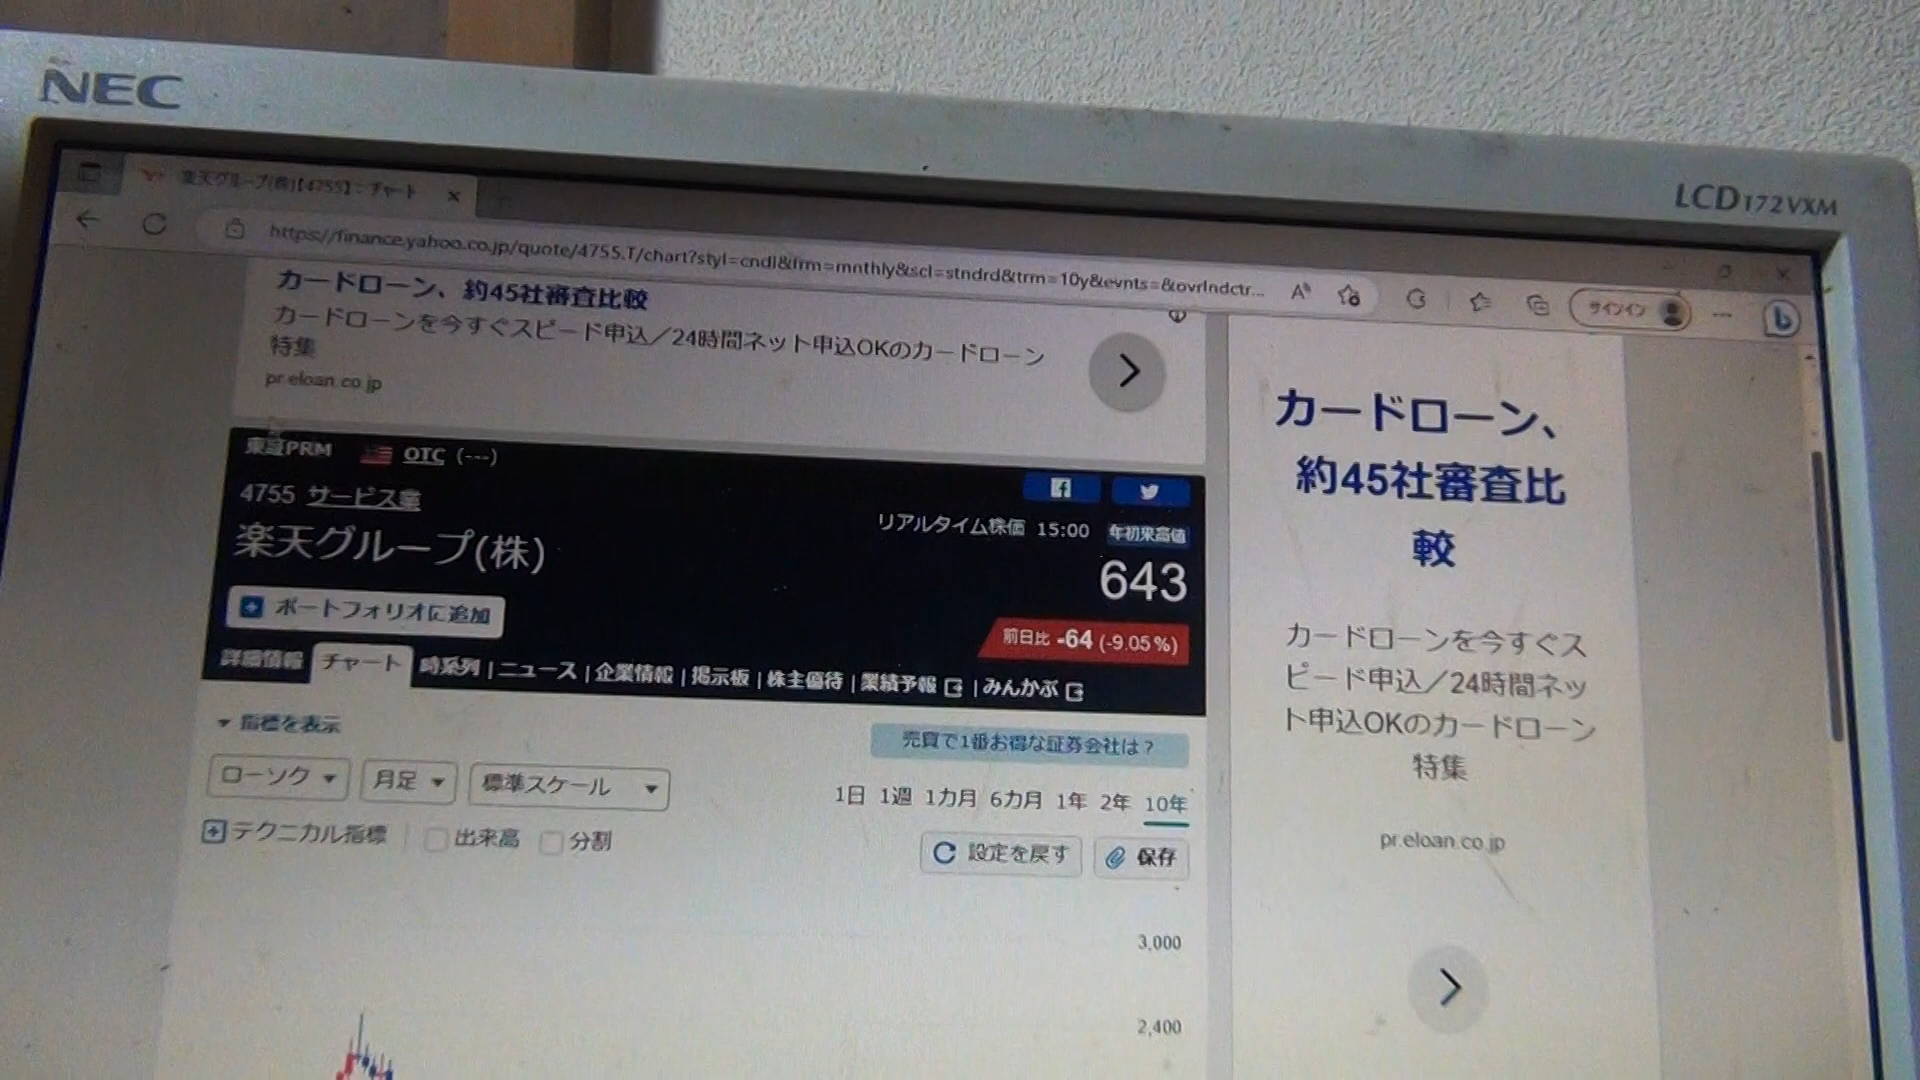 NEC
LCD172VXM
楽天グループ(株)【4755】：チャート
https://finance.yahoo.co.jp/quote/4755.T/chart?styl=cndl&frm=mnthly&scl=stndrd&trm=10y&evnts=&ovrIndctr...
サインイン
カードローン、約45社審査比較
カードローンを今すぐスピード申込／24時間ネット申込OKのカードローン
特集
pr.eloan.co.jp
東証PRM OTC (---)
4755 サービス業
楽天グループ(株)
リアルタイム株価 15:00 年初来高値
643
前日比 -64 (-9.05%)
ポートフォリオに追加
詳細情報 チャート 時系列 | ニュース | 企業情報 | 掲示板 | 株主優待 | 業績予報 | みんかぶ
指標を表示
売買で1番お得な証券会社は？
ローソク 月足 標準スケール
1日 1週 1カ月 6カ月 1年 2年 10年
テクニカル指標 出来高 分割
設定を戻す 保存
3,000
2,400
カードローン、
約45社審査比
較
カードローンを今すぐス
ピード申込／24時間ネッ
ト申込OKのカードローン
特集
pr.eloan.co.jp